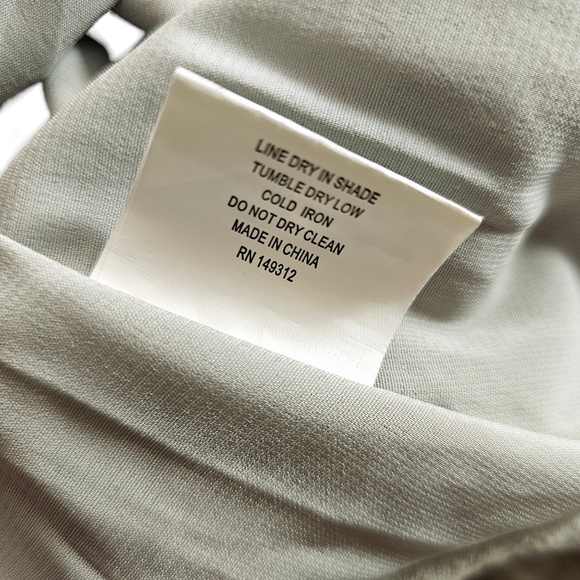 LINE DRY IN SHADE
TUMBLE DRY LOW
COLD IRON
DO NOT DRY CLEAN
MADE IN CHINA
RN 149312